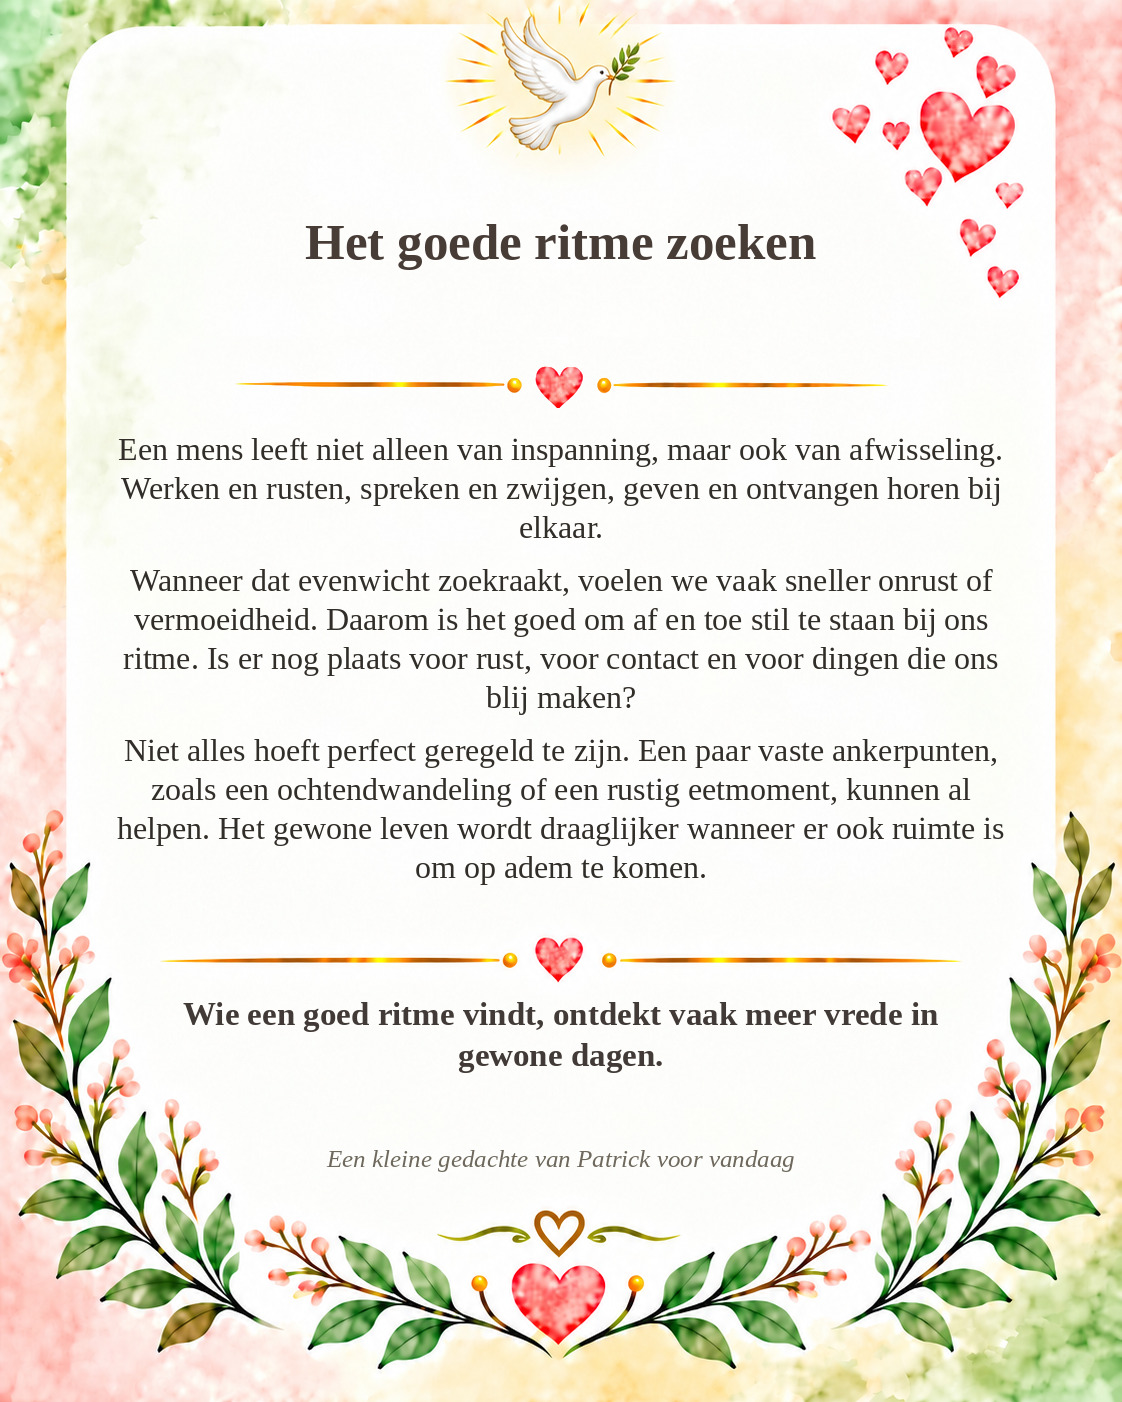 Het goede ritme zoeken
Een mens leeft niet alleen van inspanning, maar ook van afwisseling.
Werken en rusten, spreken en zwijgen, geven en ontvangen horen bij
elkaar.
Wanneer dat evenwicht zoekraakt, voelen we vaak sneller onrust of
vermoeidheid. Daarom is het goed om af en toe stil te staan bij ons
ritme. Is er nog plaats voor rust, voor contact en voor dingen die ons
blij maken?
Niet alles hoeft perfect geregeld te zijn. Een paar vaste ankerpunten,
zoals een ochtendwandeling of een rustig eetmoment, kunnen al
helpen. Het gewone leven wordt draaglijker wanneer er ook ruimte is
om op adem te komen.
Wie een goed ritme vindt, ontdekt vaak meer vrede in
gewone dagen.
Een kleine gedachte van Patrick voor vandaag